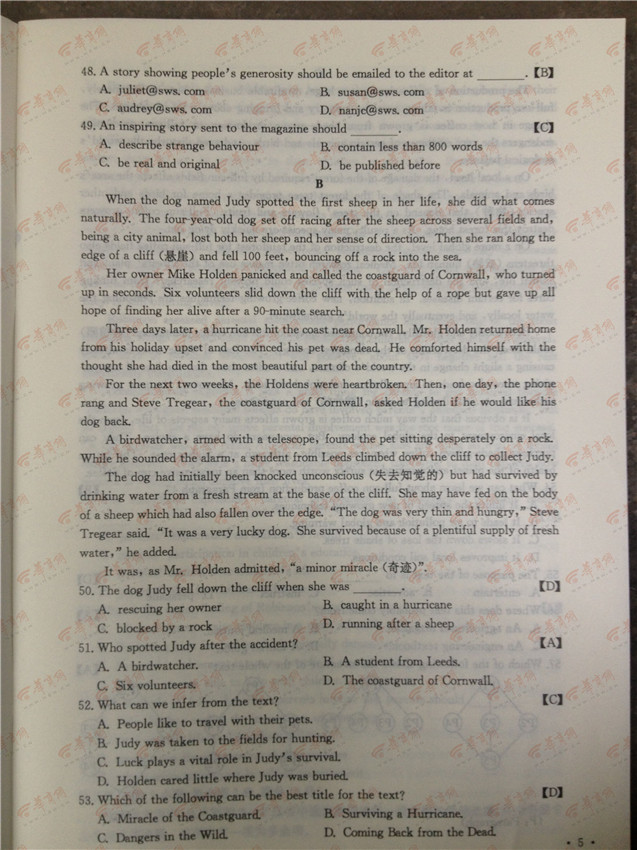 48. A story showing people's generosity should be emailed to the editor at ______. 【B】
A. juliet@sws. com B. susan@sws. com
C. audrey@sws. com D. nanjc@sws. com
49. An inspiring story sent to the magazine should ______. 【C】
A. describe strange behaviour B. contain less than 800 words
C. be real and original D. be published before
B
When the dog named Judy spotted the first sheep in her life, she did what comes
naturally. The four-year-old dog set off racing after the sheep across several fields and,
being a city animal, lost both her sheep and her sense of direction. Then she ran along the
edge of a cliff (悬崖) and fell 100 feet, bouncing off a rock into the sea.
Her owner Mike Holden panicked and called the coastguard of Cornwall, who turned
up in seconds. Six volunteers slid down the cliff with the help of a rope but gave up all
hope of finding her alive after a 90-minute search.
Three days later, a hurricane hit the coast near Cornwall. Mr. Holden returned home
from his holiday upset and convinced his pet was dead. He comforted himself with the
thought she had died in the most beautiful part of the country.
For the next two weeks, the Holdens were heartbroken. Then, one day, the phone
rang and Steve Tregear, the coastguard of Cornwall, asked Holden if he would like his
dog back.
A birdwatcher, armed with a telescope, found the pet sitting desperately on a rock.
While he sounded the alarm, a student from Leeds climbed down the cliff to collect Judy.
The dog had initially been knocked unconscious (失去知觉的) but had survived by
drinking water from a fresh stream at the base of the cliff. She may have fed on the body
of a sheep which had also fallen over the edge. "The dog was very thin and hungry," Steve
Tregear said. "It was a very lucky dog. She survived because of a plentiful supply of fresh
water," he added.
It was, as Mr. Holden admitted, "a minor miracle (奇迹)".
50. The dog Judy fell down the cliff when she was ______. 【D】
A. rescuing her owner B. caught in a hurricane
C. blocked by a rock D. running after a sheep
51. Who spotted Judy after the accident? 【A】
A. A birdwatcher. B. A student from Leeds.
C. Six volunteers. D. The coastguard of Cornwall.
52. What can we infer from the text? 【C】
A. People like to travel with their pets.
B. Judy was taken to the fields for hunting.
C. Luck plays a vital role in Judy's survival.
D. Holden cared little where Judy was buried.
53. Which of the following can be the best title for the text? 【D】
A. Miracle of the Coastguard. B. Surviving a Hurricane.
C. Dangers in the Wild. D. Coming Back from the Dead.
· 5 ·